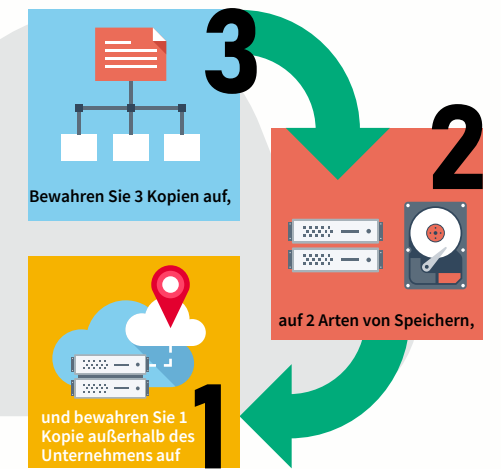 3
Bewahren Sie 3 Kopien auf,
2
auf 2 Arten von Speichern,
1
und bewahren Sie 1
Kopie außerhalb des
Unternehmens auf